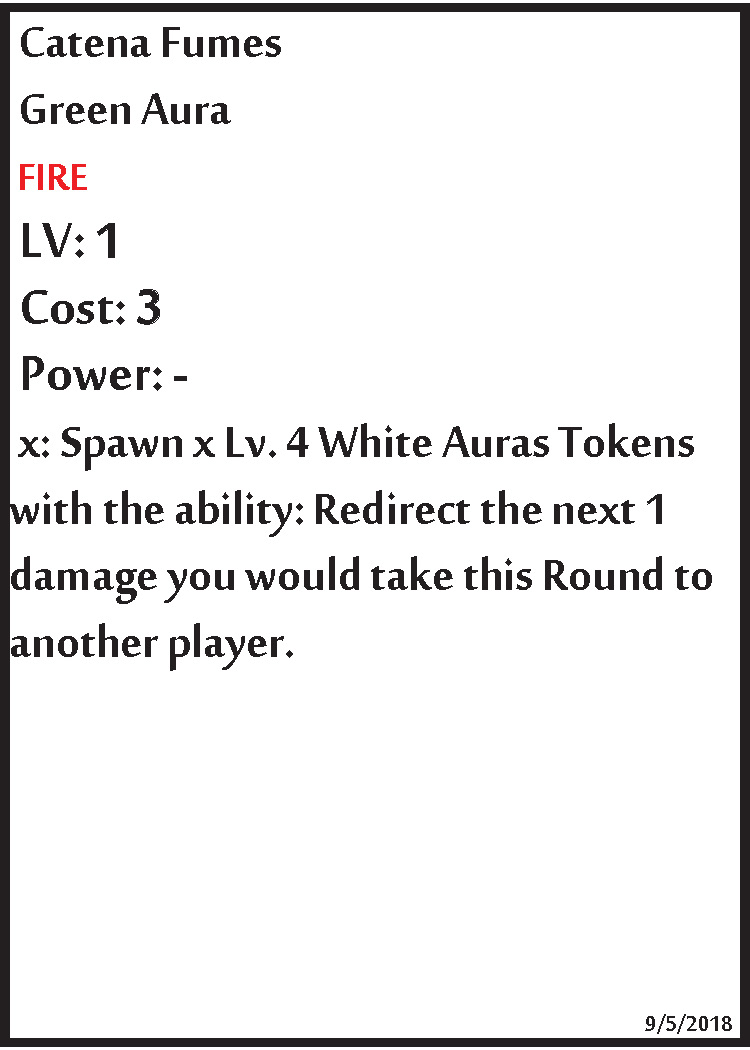 Catena Fumes
Green Aura
FIRE
LV: 1
Cost: 3
Power: -
x: Spawn x Lv. 4 White Auras Tokens
with the ability: Redirect the next 1
damage you would take this Round to
another player.
9/5/2018